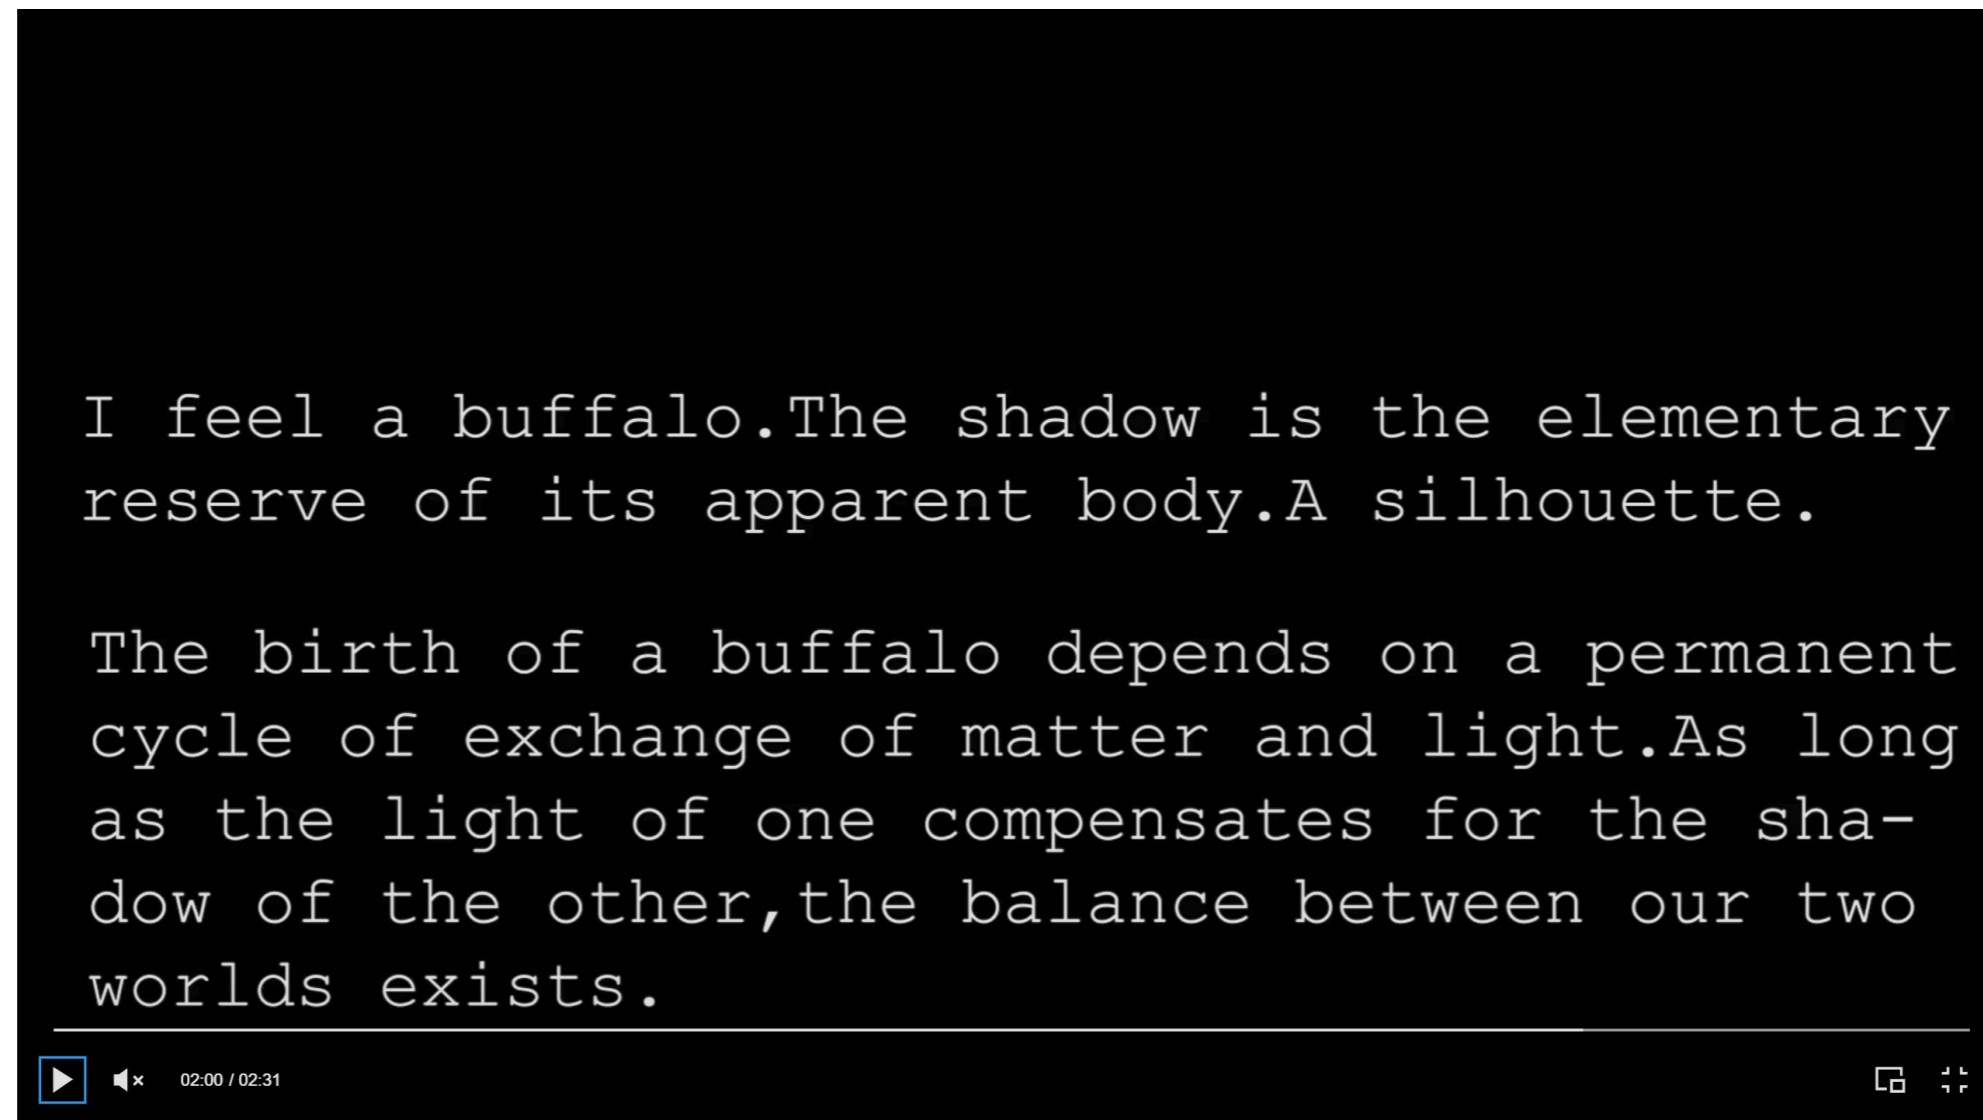 I feel a buffalo.The shadow is the elementary
reserve of its apparent body.A silhouette.
The birth of a buffalo depends on a permanent
cycle of exchange of matter and light.As long
as the light of one compensates for the sha-
dow of the other,the balance between our two
worlds exists.
02:00 / 02:31